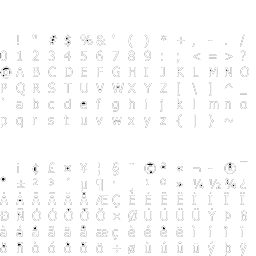 ! " # $ % & ' ( ) * + , - . /
0 1 2 3 4 5 6 7 8 9 : ; < = > ?
@ A B C D E F G H I J K L M N O
P Q R S T U V W X Y Z [ \ ] ^ _
` a b c d e f g h i j k l m n o
p q r s t u v w x y z { | } ~
¡ ¢ £ ¤ ¥ ¦ § ¨ © ª « ¬ - ® ¯
° ± ² ³ ´ µ ¶ · ¸ ¹ º » ¼ ½ ¾ ¿
À Á Â Ã Ä Å Æ Ç È É Ê Ë Ì Í Î Ï
Ð Ñ Ò Ó Ô Õ Ö × Ø Ù Ú Û Ü Ý Þ ß
à á â ã ä å æ ç è é ê ë ì í î ï
ð ñ ò ó ô õ ö ÷ ø ù ú û ü ý þ ÿ